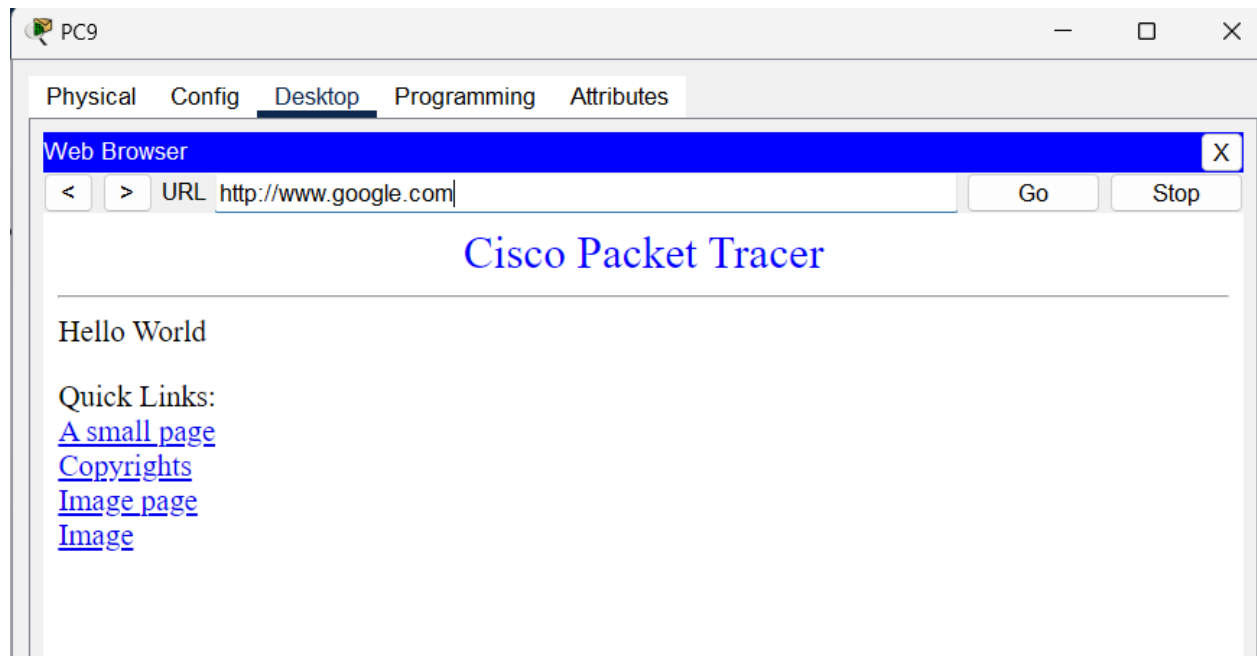 PC9
Physical Config Desktop Programming Attributes
Web Browser X
< > URL http://www.google.com Go Stop
Cisco Packet Tracer
Hello World
Quick Links:
A small page
Copyrights
Image page
Image